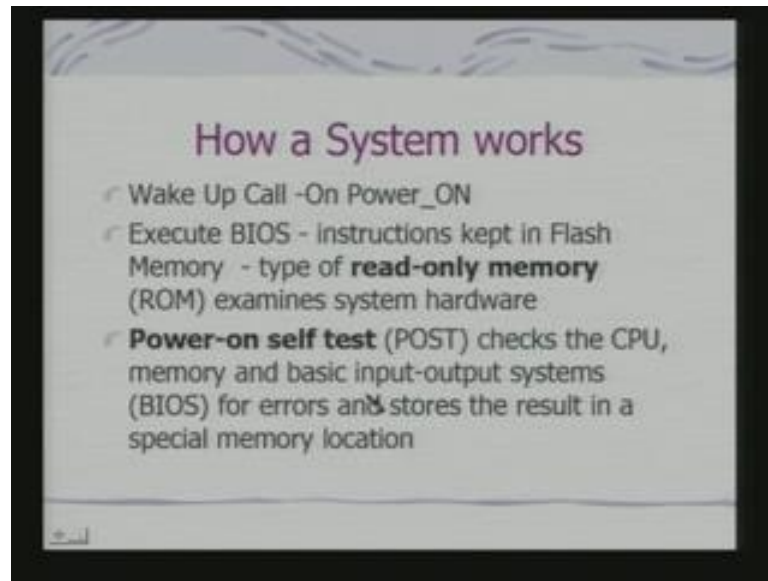 How a System works
Wake Up Call -On Power_ON
Execute BIOS - instructions kept in Flash
Memory - type of read-only memory
(ROM) examines system hardware
Power-on self test (POST) checks the CPU,
memory and basic input-output systems
(BIOS) for errors and stores the result in a
special memory location